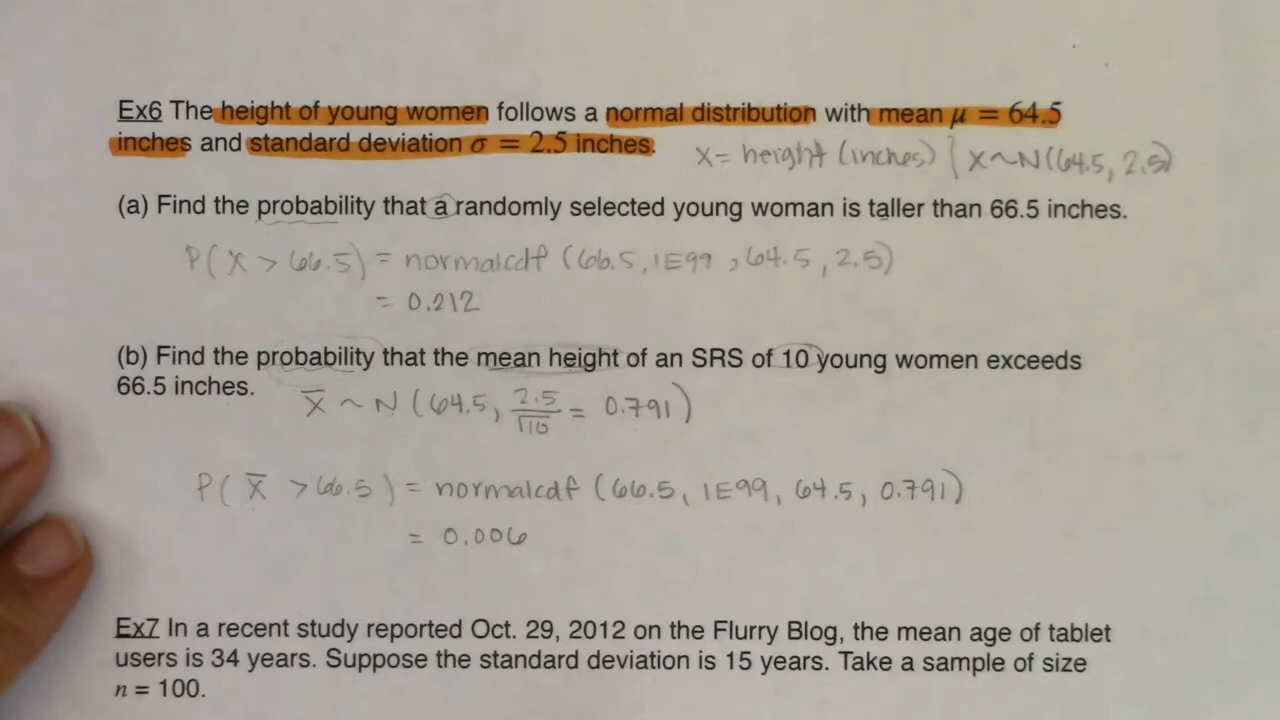 Ex6 The height of young women follows a normal distribution with mean μ = 64.5
inches and standard deviation σ = 2.5 inches.
X = height (inches) | X~N(64.5, 2.5)
(a) Find the probability that a randomly selected young woman is taller than 66.5 inches.
P(X > 66.5) = normalcdf (66.5, 1E99, 64.5, 2.5)
= 0.212
(b) Find the probability that the mean height of an SRS of 10 young women exceeds
66.5 inches.
X̅ ~ N (64.5, 2.5/√10 = 0.791)
P(X̅ > 66.5) = normalcdf (66.5, 1E99, 64.5, 0.791)
= 0.006
Ex7 In a recent study reported Oct. 29, 2012 on the Flurry Blog, the mean age of tablet
users is 34 years. Suppose the standard deviation is 15 years. Take a sample of size
n = 100.